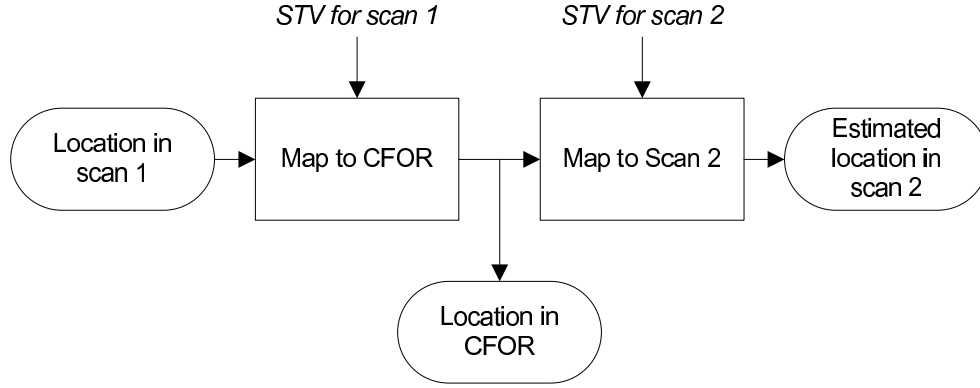 STV for scan 1
STV for scan 2
Location in
scan 1
Map to CFOR
Map to Scan 2
Estimated
location in
scan 2
Location in
CFOR